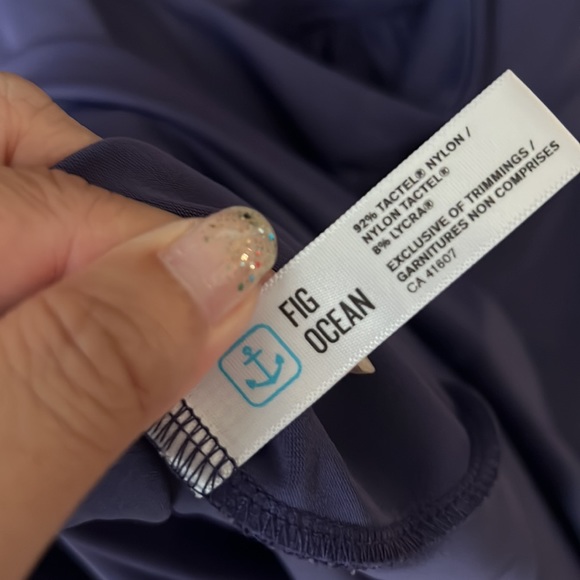 FIG
OCEAN
92% TACTEL® NYLON /
NYLON TACTEL®
8% LYCRA®
EXCLUSIVE OF TRIMMINGS /
GARNITURES NON COMPRISES
CA 41607